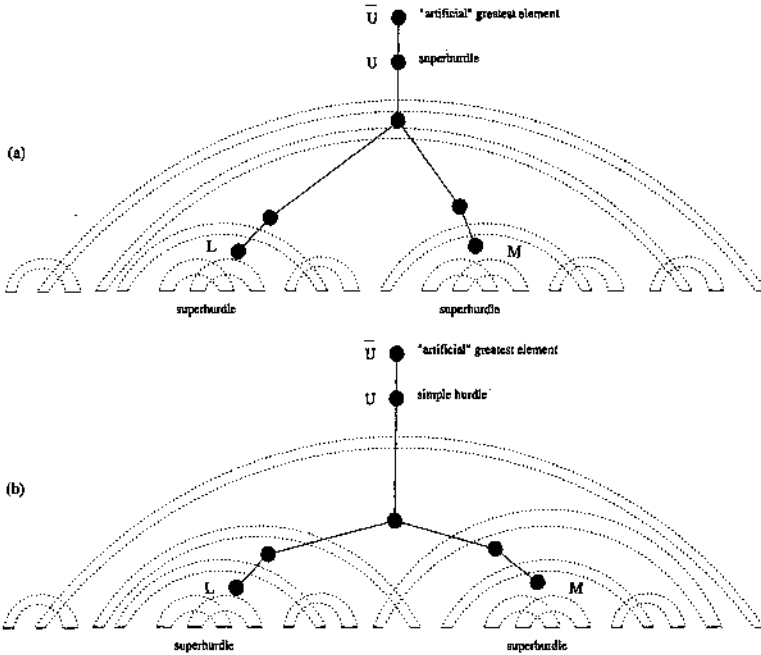 U̅ "artificial" greatest element
U superhurdle
(a)
L M
superhurdle superhurdle
U̅ "artificial" greatest element
U simple hurdle
(b)
L M
superhurdle superhurdle